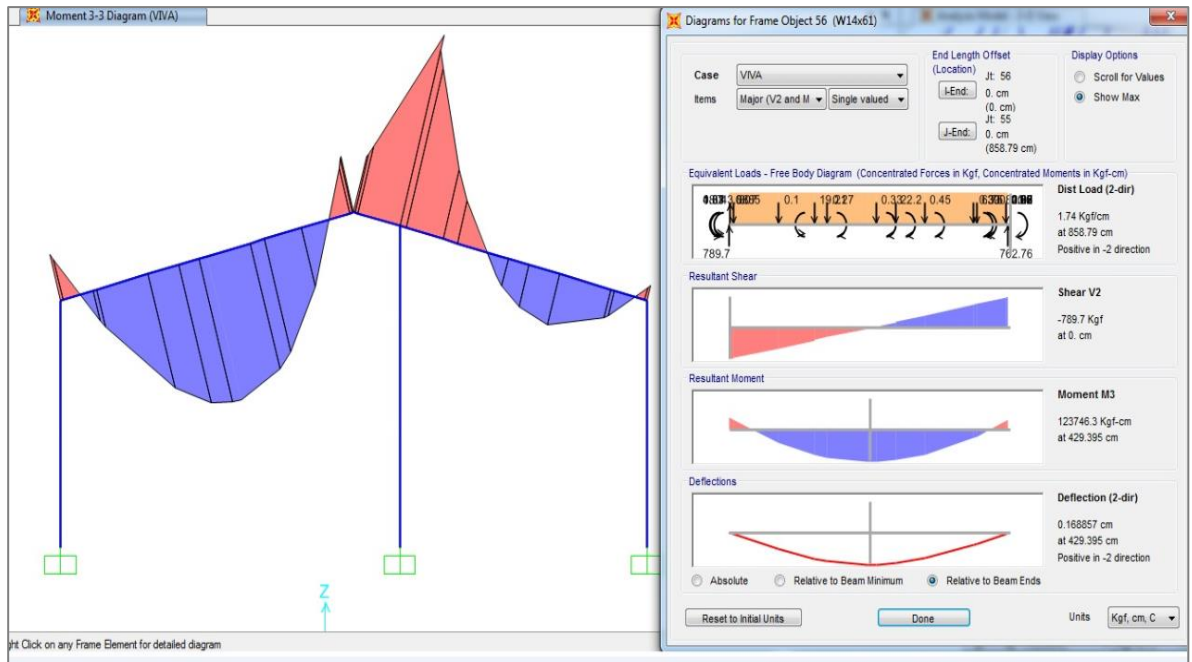 Moment 3-3 Diagram (VIVA)
Z
Right Click on any Frame Element for detailed diagram
Diagrams for Frame Object 56 (W14x61)
Case
VIVA
Items
Major (V2 and M
Single valued
End Length Offset
(Location)
Jt: 56
I-End:
0. cm
(0. cm)
Jt: 55
J-End:
0. cm
(858.79 cm)
Display Options
Scroll for Values
Show Max
Equivalent Loads - Free Body Diagram (Concentrated Forces in Kgf, Concentrated Moments in Kgf-cm)
0.1
0.45
789.7
762.76
Dist Load (2-dir)
1.74 Kgf/cm
at 858.79 cm
Positive in -2 direction
Resultant Shear
Shear V2
-789.7 Kgf
at 0. cm
Resultant Moment
Moment M3
123746.3 Kgf-cm
at 429.395 cm
Deflections
Deflection (2-dir)
0.168857 cm
at 429.395 cm
Positive in -2 direction
Absolute
Relative to Beam Minimum
Relative to Beam Ends
Reset to Initial Units
Done
Units
Kgf, cm, C